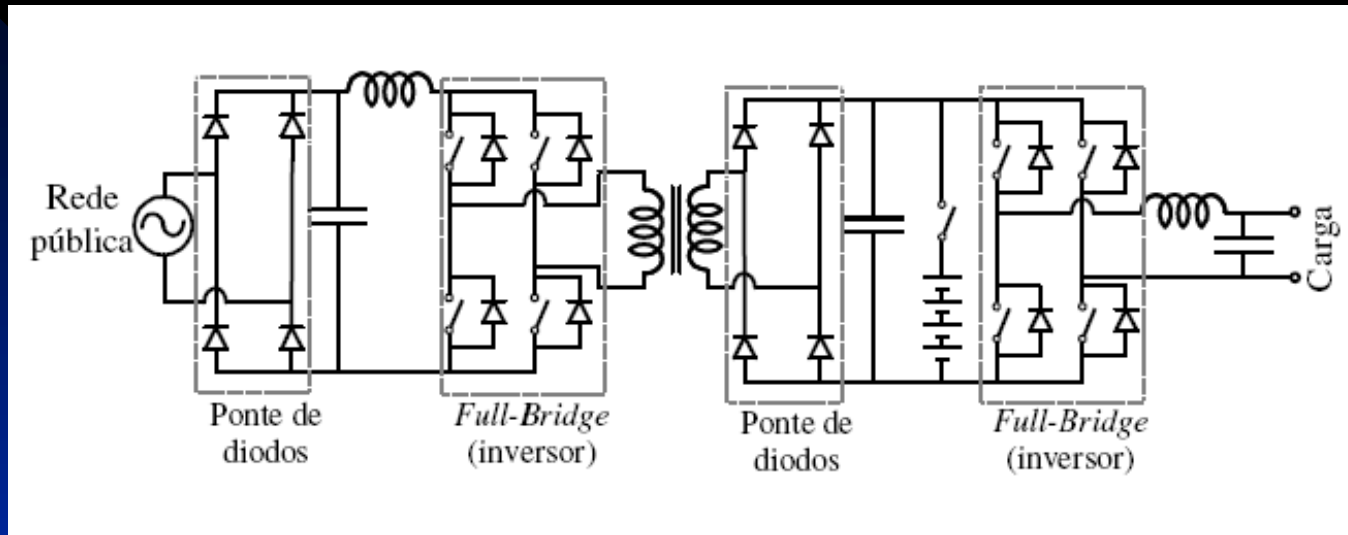 Rede
pública
Ponte de
diodos
Full-Bridge
(inversor)
Ponte de
diodos
Full-Bridge
(inversor)
Carga